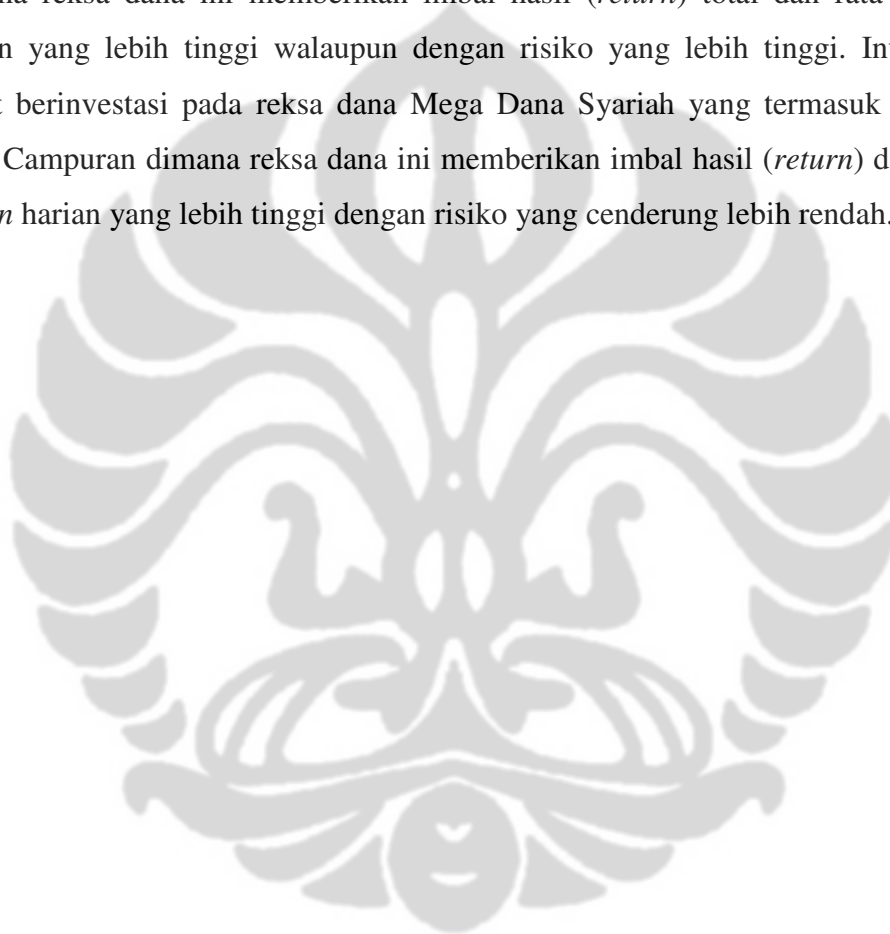 na reksa dana ini memberikan imbal hasil (return) total dan rata
n yang lebih tinggi walaupun dengan risiko yang lebih tinggi. In
t berinvestasi pada reksa dana Mega Dana Syariah yang termasuk
Campuran dimana reksa dana ini memberikan imbal hasil (return) d
n harian yang lebih tinggi dengan risiko yang cenderung lebih rendah.